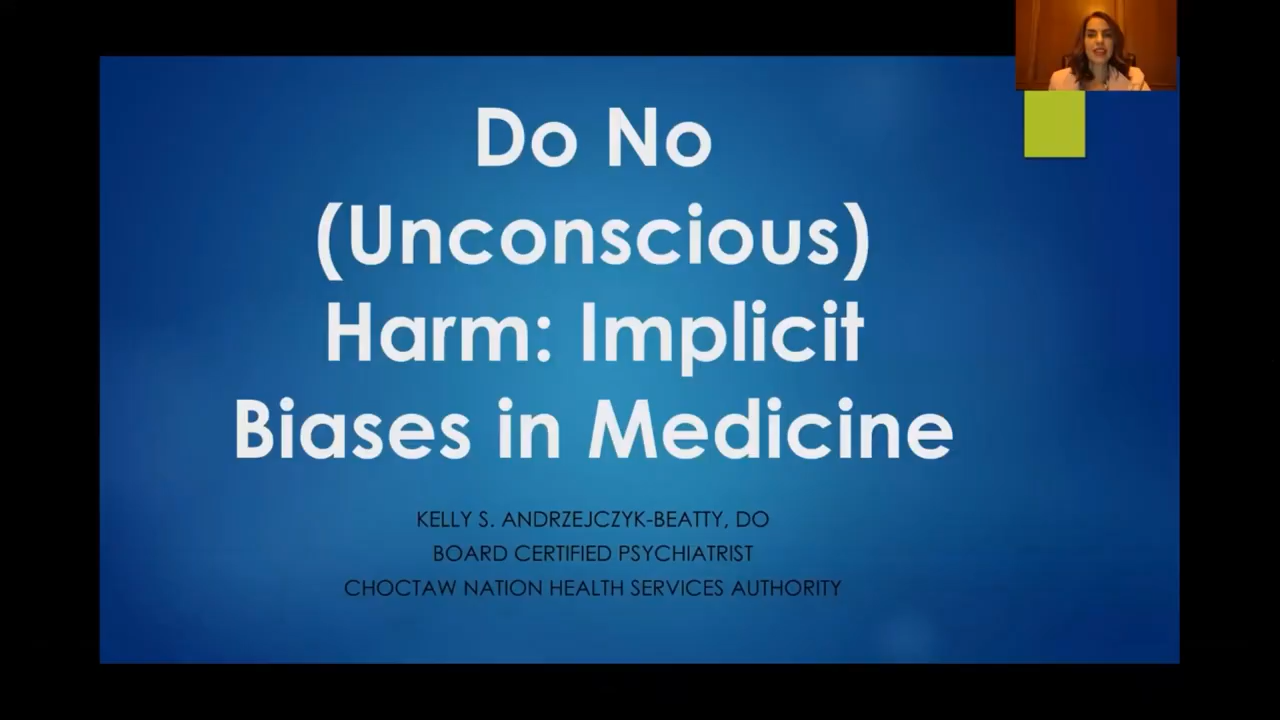 Do No
(Unconscious)
Harm: Implicit
Biases in Medicine
KELLY S. ANDRZEJCZYK-BEATTY, DO
BOARD CERTIFIED PSYCHIATRIST
CHOCTAW NATION HEALTH SERVICES AUTHORITY